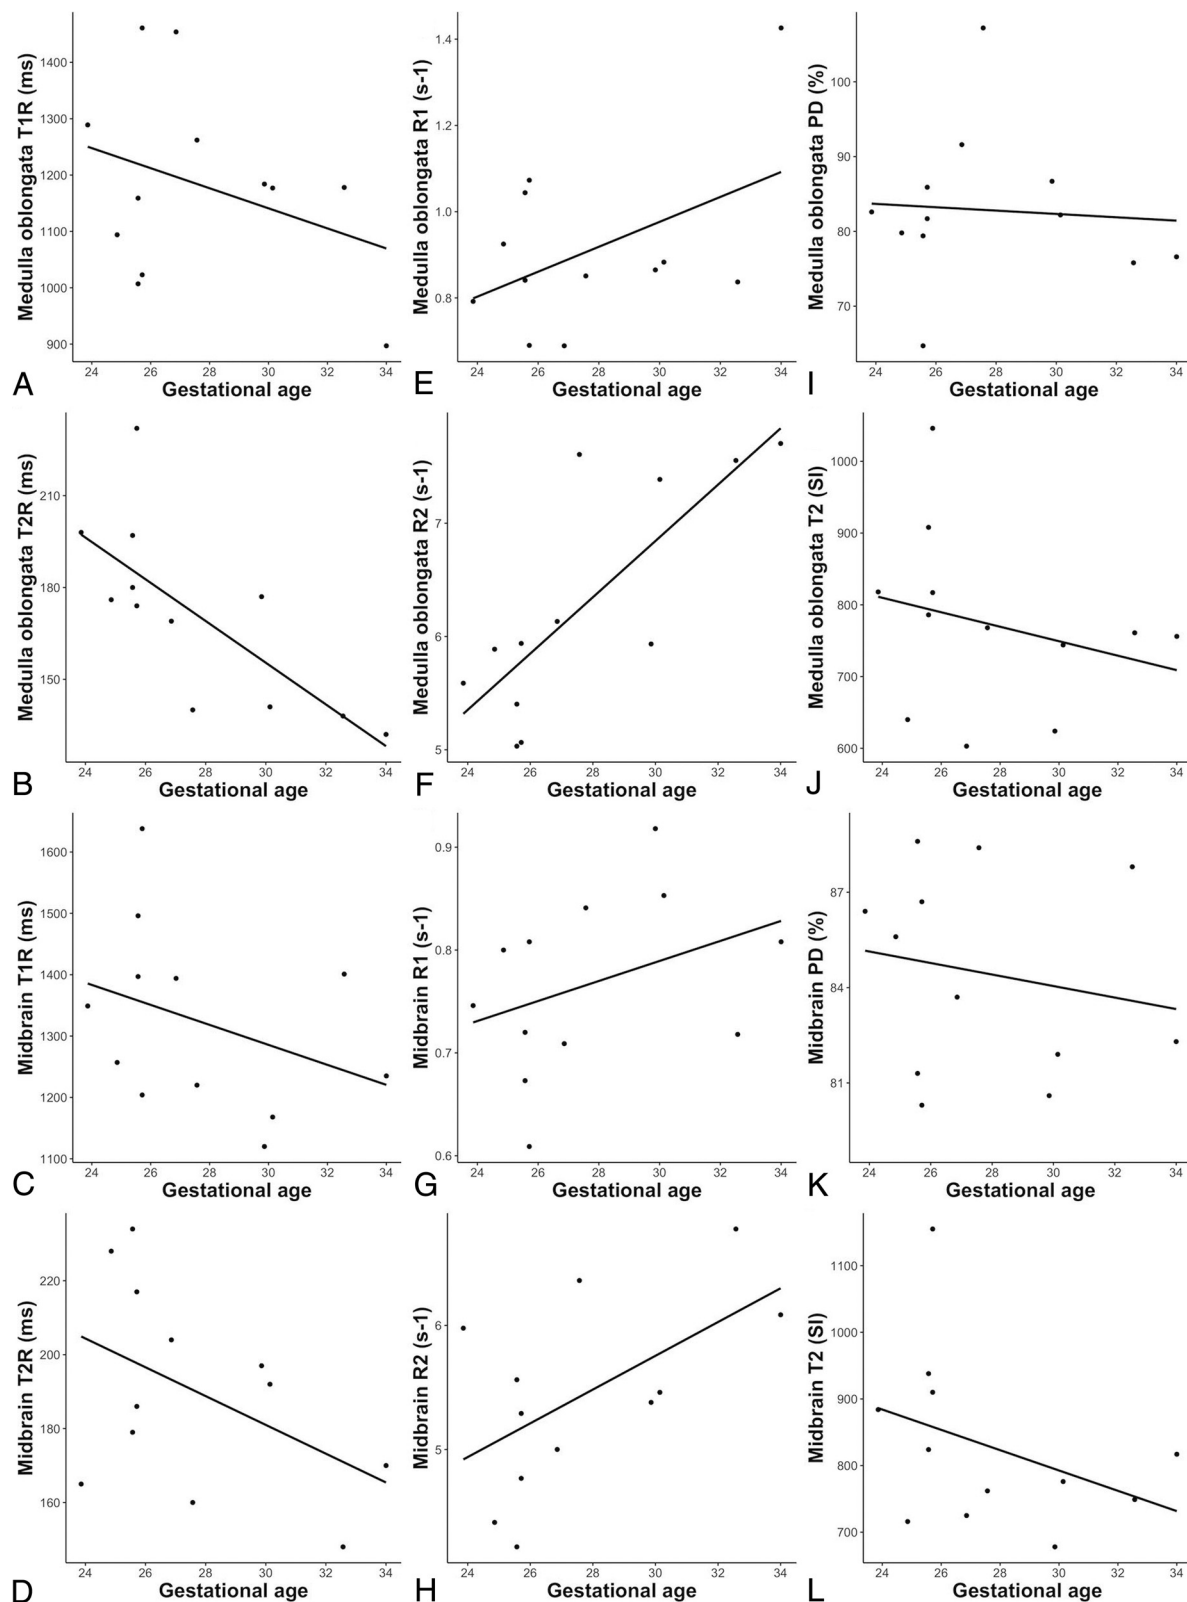 Medulla oblongata T1R (ms)
1400
1300
1200
1100
1000
900
24 26 28 30 32 34
A Gestational age
Medulla oblongata R1 (s-1)
1.4
1.2
1.0
0.8
24 26 28 30 32 34
E Gestational age
Medulla oblongata PD (%)
100
90
80
70
24 26 28 30 32 34
I Gestational age
Medulla oblongata T2R (ms)
210
180
150
24 26 28 30 32 34
B Gestational age
Medulla oblongata R2 (s-1)
7
6
5
24 26 28 30 32 34
F Gestational age
Medulla oblongata T2 (SI)
1000
900
800
700
600
24 26 28 30 32 34
J Gestational age
Midbrain T1R (ms)
1600
1500
1400
1300
1200
1100
24 26 28 30 32 34
C Gestational age
Midbrain R1 (s-1)
0.9
0.8
0.7
0.6
24 26 28 30 32 34
G Gestational age
Midbrain PD (%)
87
84
81
24 26 28 30 32 34
K Gestational age
Midbrain T2R (ms)
220
200
180
160
24 26 28 30 32 34
D Gestational age
Midbrain R2 (s-1)
6
5
24 26 28 30 32 34
H Gestational age
Midbrain T2 (SI)
1100
1000
900
800
700
24 26 28 30 32 34
L Gestational age